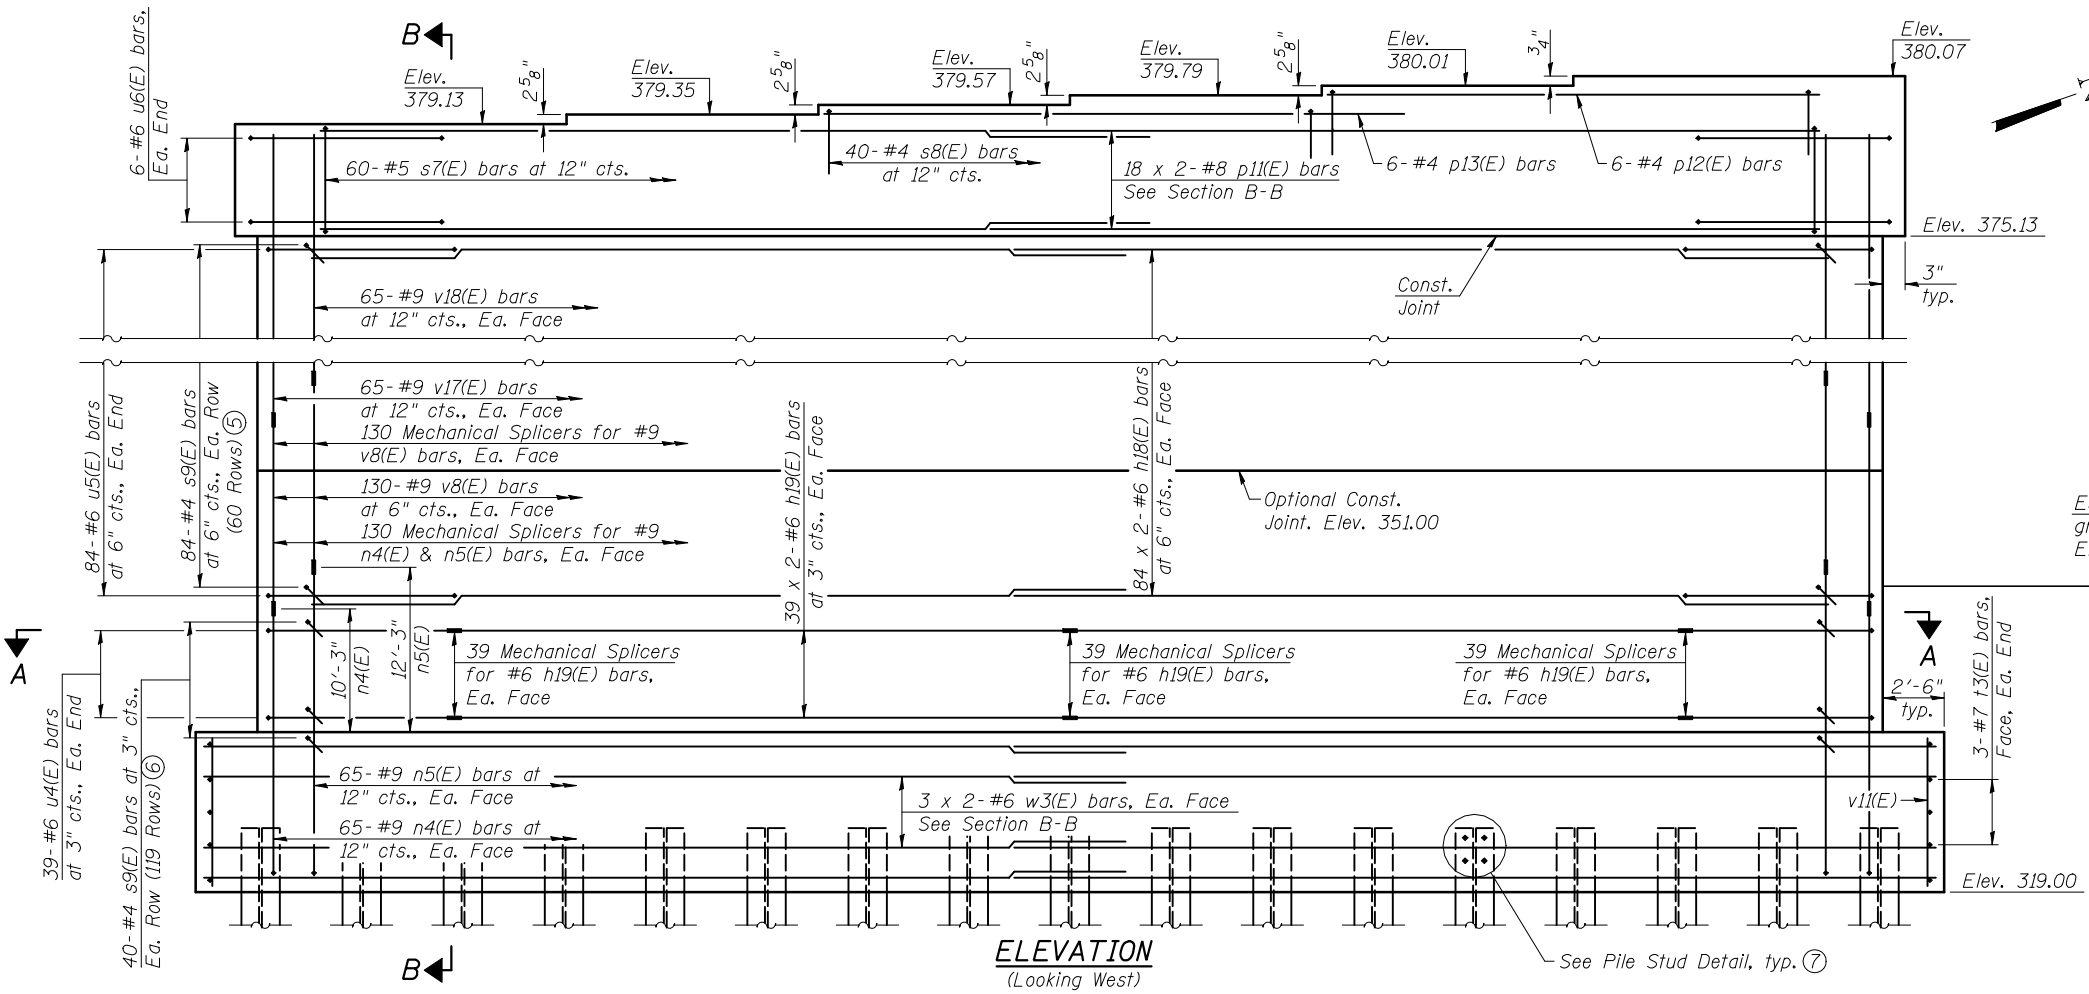 6-#6 u6(E) bars,
Ea. End
B
Elev.
379.13
2 5/8"
Elev.
379.35
2 5/8"
Elev.
379.57
2 5/8"
Elev.
379.79
2 5/8"
Elev.
380.01
3/4"
Elev.
380.07
60-#5 s7(E) bars at 12" cts.
40-#4 s8(E) bars
at 12" cts.
18 x 2-#8 p11(E) bars
See Section B-B
6-#4 p13(E) bars
6-#4 p12(E) bars
Elev. 375.13
3"
typ.
Const.
Joint
65-#9 v18(E) bars
at 12" cts., Ea. Face
84-#6 u5(E) bars
at 6" cts., Ea. End
84-#4 s9(E) bars
at 6" cts., Ea. Row
(60 Rows) 5
65-#9 v17(E) bars
at 12" cts., Ea. Face
130 Mechanical Splicers for #9
v8(E) bars, Ea. Face
130-#9 v8(E) bars
at 6" cts., Ea. Face
130 Mechanical Splicers for #9
n4(E) & n5(E) bars, Ea. Face
39 x 2-#6 h19(E) bars
at 3" cts., Ea. Face
84 x 2-#6 h18(E) bars
at 6" cts., Ea. Face
Optional Const.
Joint. Elev. 351.00
A
10'-3"
n4(E)
12'-3"
n5(E)
39 Mechanical Splicers
for #6 h19(E) bars,
Ea. Face
39 Mechanical Splicers
for #6 h19(E) bars,
Ea. Face
39 Mechanical Splicers
for #6 h19(E) bars,
Ea. Face
A
2'-6"
typ.
3-#7 t3(E) bars,
Face, Ea. End
39-#6 u4(E) bars
at 3" cts., Ea. End
40-#4 s9(E) bars at 3" cts.,
Ea. Row (119 Rows) 6
65-#9 n5(E) bars at
12" cts., Ea. Face
65-#9 n4(E) bars at
12" cts., Ea. Face
3 x 2-#6 w3(E) bars, Ea. Face
See Section B-B
v11(E)
Elev. 319.00
B
ELEVATION
(Looking West)
See Pile Stud Detail, typ. 7